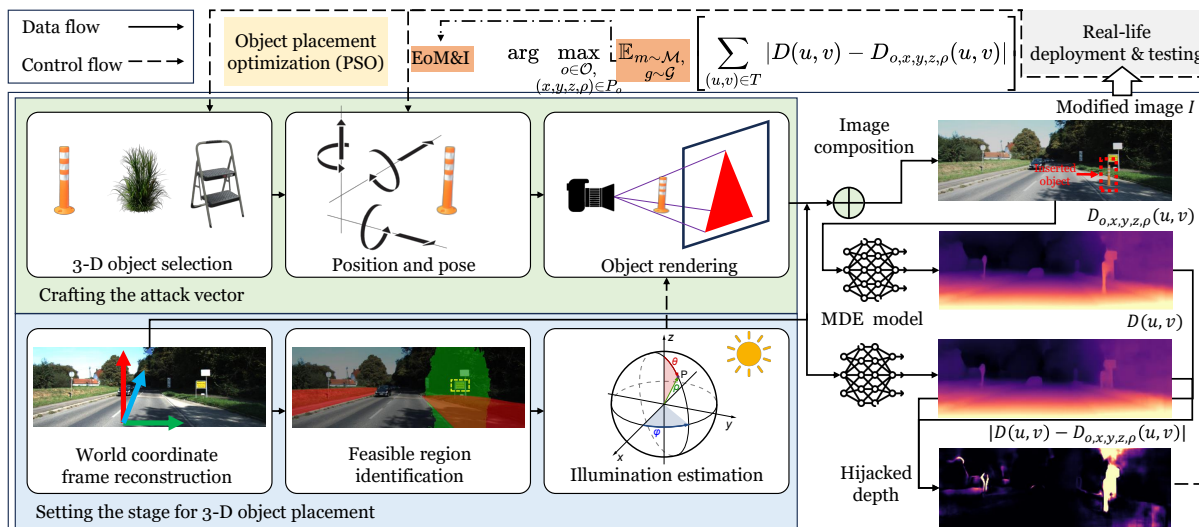 Data flow
Control flow
Object placement
optimization (PSO)
EoM&I
arg max
o∈𝒪,
(x,y,z,ρ)∈P_o
𝔼_{m∼ℳ,
g∼𝒢}
[∑_{(u,v)∈T} |D(u, v) − D_{o,x,y,z,ρ}(u, v)|]
Real-life
deployment & testing
3-D object selection
Position and pose
Object rendering
Crafting the attack vector
Image
composition
Modified image I
Inserted
object
D_{o,x,y,z,ρ}(u, v)
MDE model
D(u, v)
|D(u, v) − D_{o,x,y,z,ρ}(u, v)|
Hijacked
depth
World coordinate
frame reconstruction
Feasible region
identification
z
θ
P
ρ
φ
x
y
Illumination estimation
Setting the stage for 3-D object placement